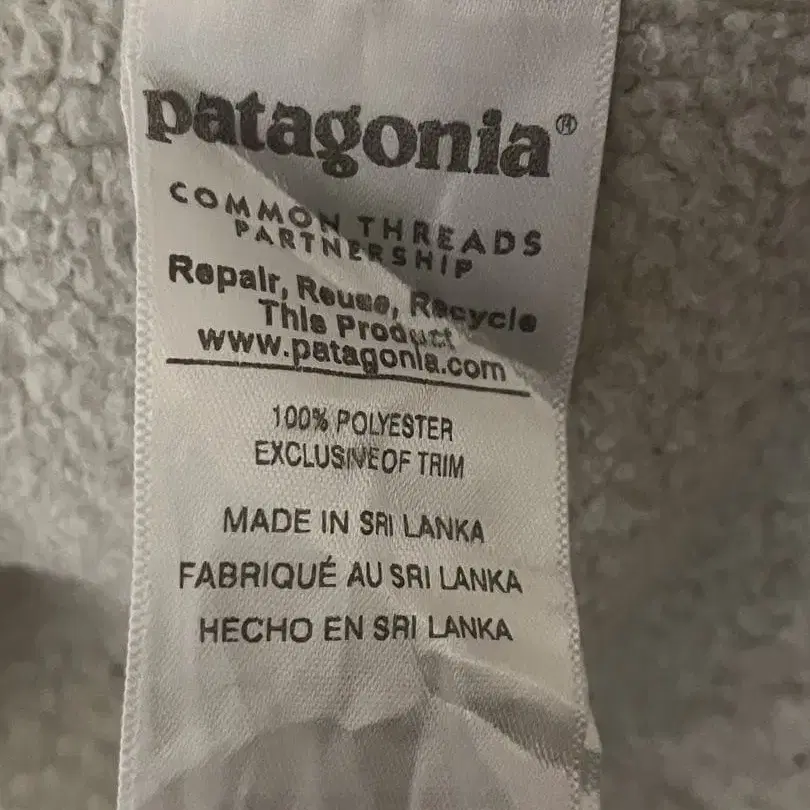 patagonia®
COMMON THREADS
PARTNERSHIP
Repair, Reuse, Recycle
This Product
www.patagonia.com
100% POLYESTER
EXCLUSIVE OF TRIM
MADE IN SRI LANKA
FABRIQUÉ AU SRI LANKA
HECHO EN SRI LANKA